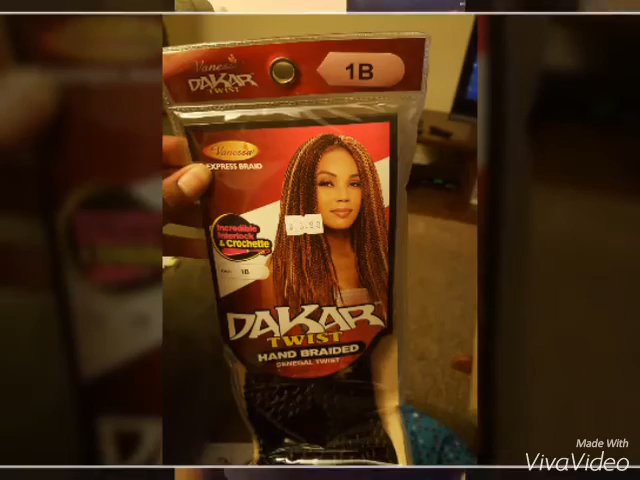 Vanessa
DAKAR
TWIST
1B
Vanessa
EXPRESS BRAID
Incredible
Interlock
& Crochette
1B
DAKAR
TWIST
HAND BRAIDED
SENEGAL TWIST
Made With
VivaVideo